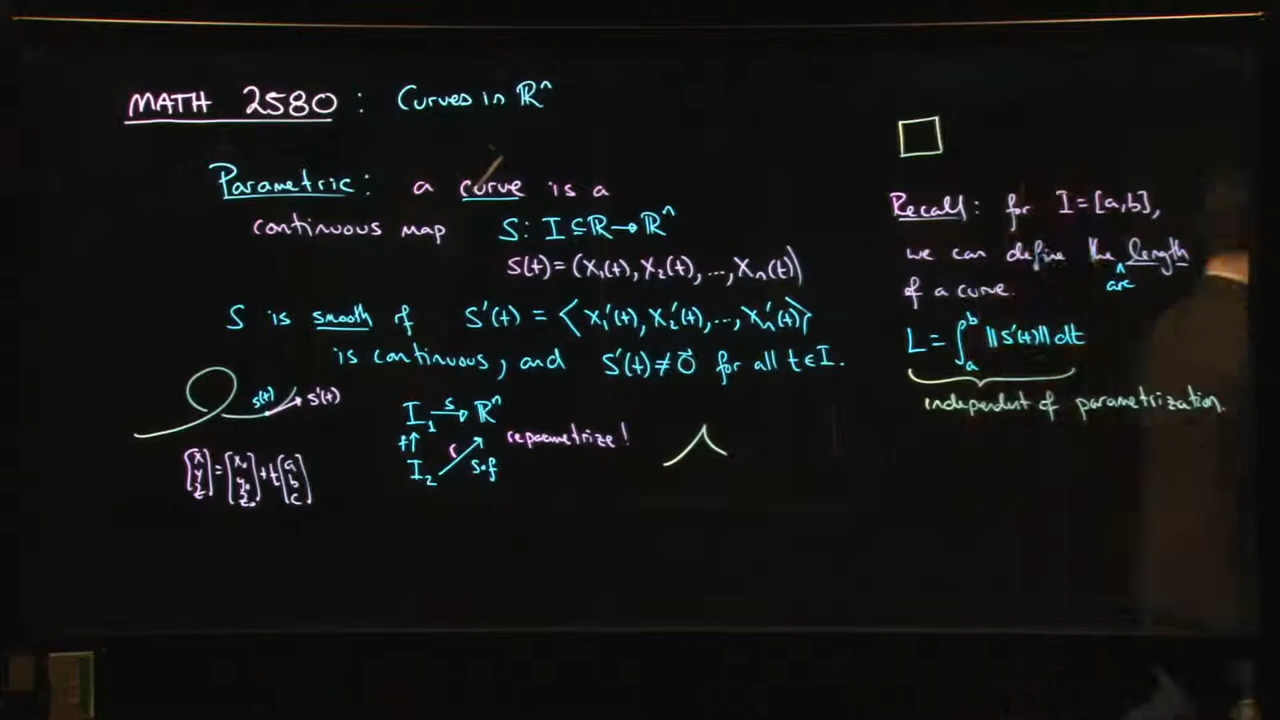 MATH 2580: Curves in ℝⁿ
Parametric: a curve is a
continuous map S: I ⊆ ℝ → ℝⁿ
S(t) = (x₁(t), x₂(t), ..., xₙ(t))
S is smooth if S'(t) = ⟨x₁'(t), x₂'(t), ..., xₙ'(t)⟩
is continuous, and S'(t) ≠ 0⃗ for all t ∈ I.
s(t) s'(t)
[x y z] = [x₀ y₀ z₀] + t [a b c]
I₁ —s→ ℝⁿ
f↑ r reparametrize!
I₂ s∘f
Recall: for I = [a,b],
we can define the length
arc
of a curve.
L = ∫ₐᵇ ||s'(t)|| dt
independent of parametrization.